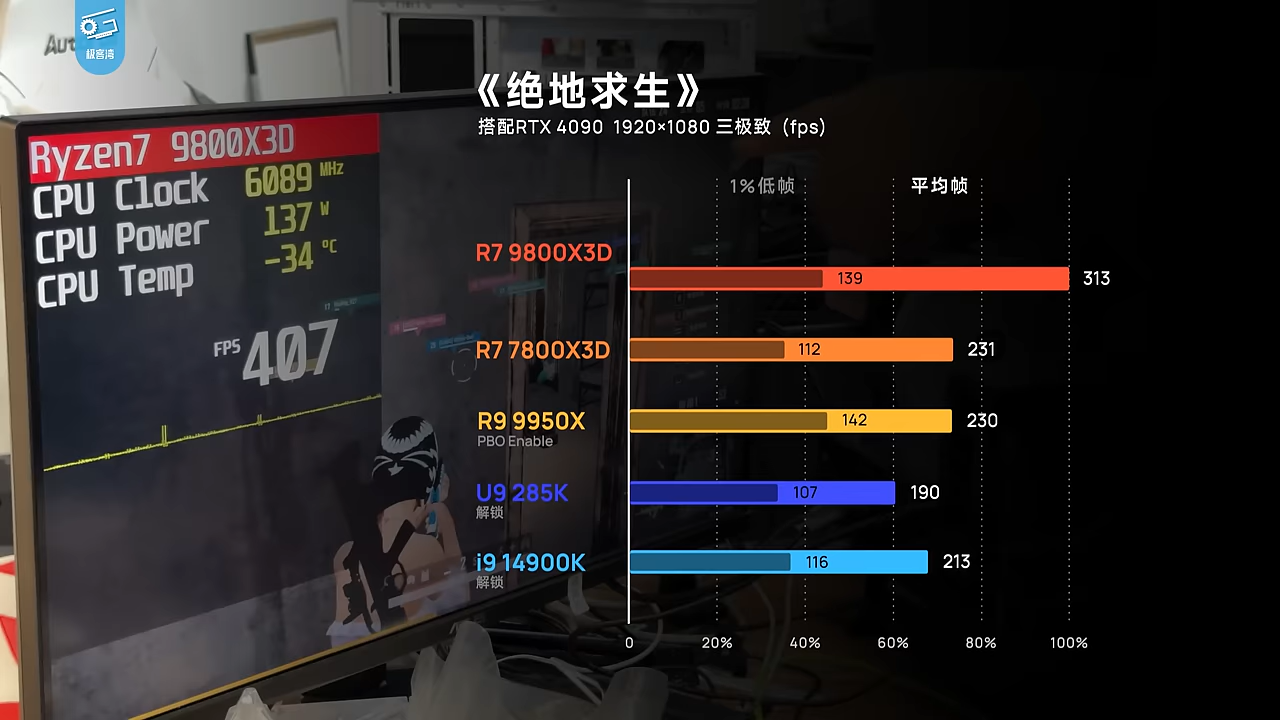 极客湾
《绝地求生》
搭配RTX 4090 1920×1080 三极致（fps）
Ryzen7 9800X3D
CPU Clock 6089 MHz
CPU Power 137 W
CPU Temp -34 °C
FPS 407
1%低帧 平均帧
R7 9800X3D 139 313
R7 7800X3D 112 231
R9 9950X 142 230
PBO Enable
U9 285K 107 190
解锁
i9 14900K 116 213
解锁
0 20% 40% 60% 80% 100%